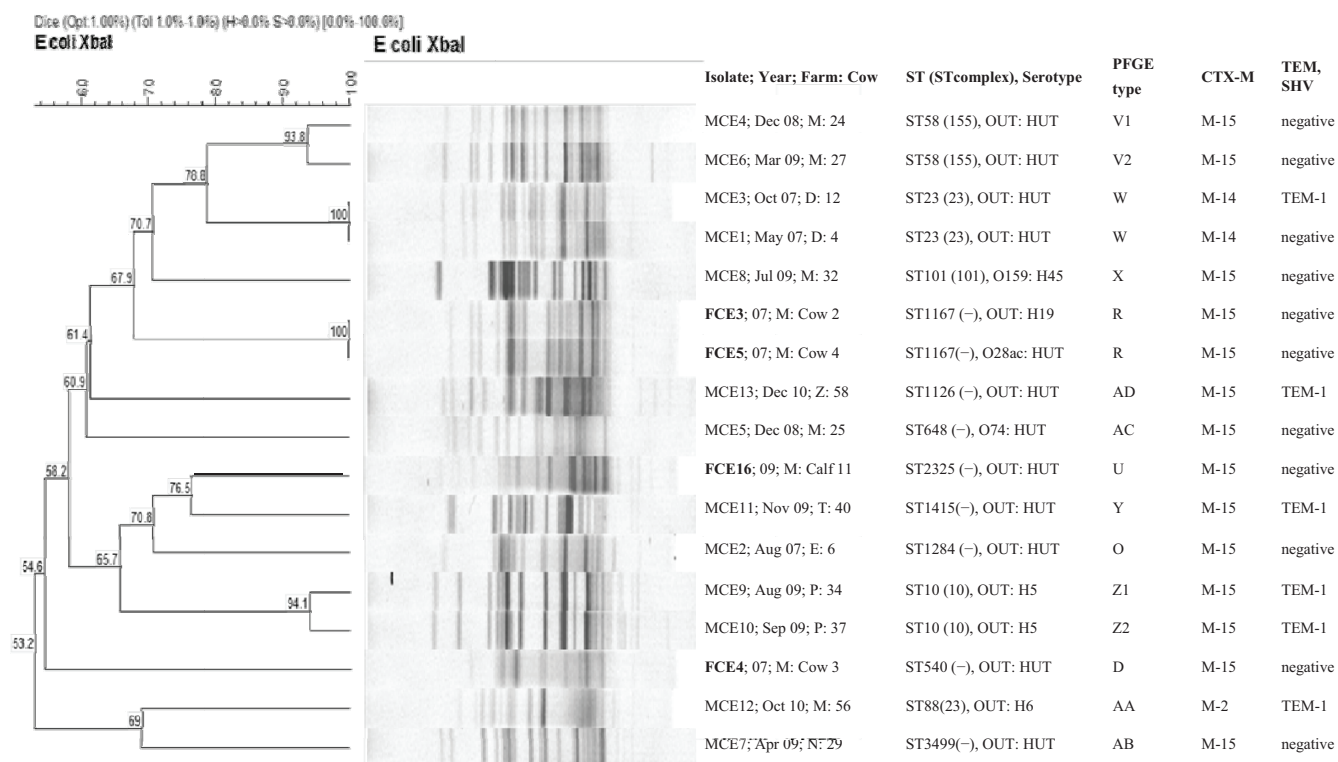 Dice (Opt:1.00%) (Tol 1.0%-1.0%) (H>0.0% S>0.0%) [0.0%-100.0%]
E coli XbaI E coli XbaI
60 70 80 90 100
Isolate; Year; Farm: Cow ST (STcomplex), Serotype PFGE type CTX-M TEM, SHV
MCE4; Dec 08; M: 24 ST58 (155), OUT: HUT V1 M-15 negative
93.8
MCE6; Mar 09; M: 27 ST58 (155), OUT: HUT V2 M-15 negative
78.8
MCE3; Oct 07; D: 12 ST23 (23), OUT: HUT W M-14 TEM-1
100
70.7
MCE1; May 07; D: 4 ST23 (23), OUT: HUT W M-14 negative
67.9
MCE8; Jul 09; M: 32 ST101 (101), O159: H45 X M-15 negative
FCE3; 07; M: Cow 2 ST1167 (−), OUT: H19 R M-15 negative
61.4 100
FCE5; 07; M: Cow 4 ST1167(−), O28ac: HUT R M-15 negative
60.9
MCE13; Dec 10; Z: 58 ST1126 (−), OUT: HUT AD M-15 TEM-1
MCE5; Dec 08; M: 25 ST648 (−), O74: HUT AC M-15 negative
58.2
FCE16; 09; M: Calf 11 ST2325 (−), OUT: HUT U M-15 negative
76.5
MCE11; Nov 09; T: 40 ST1415(−), OUT: HUT Y M-15 TEM-1
70.8
MCE2; Aug 07; E: 6 ST1284 (−), OUT: HUT O M-15 negative
65.7
54.6
MCE9; Aug 09; P: 34 ST10 (10), OUT: H5 Z1 M-15 TEM-1
94.1
MCE10; Sep 09; P: 37 ST10 (10), OUT: H5 Z2 M-15 TEM-1
53.2
FCE4; 07; M: Cow 3 ST540 (−), OUT: HUT D M-15 negative
MCE12; Oct 10; M: 56 ST88(23), OUT: H6 AA M-2 TEM-1
69
MCE7; Apr 09; N: 29 ST3499(−), OUT: HUT AB M-15 negative